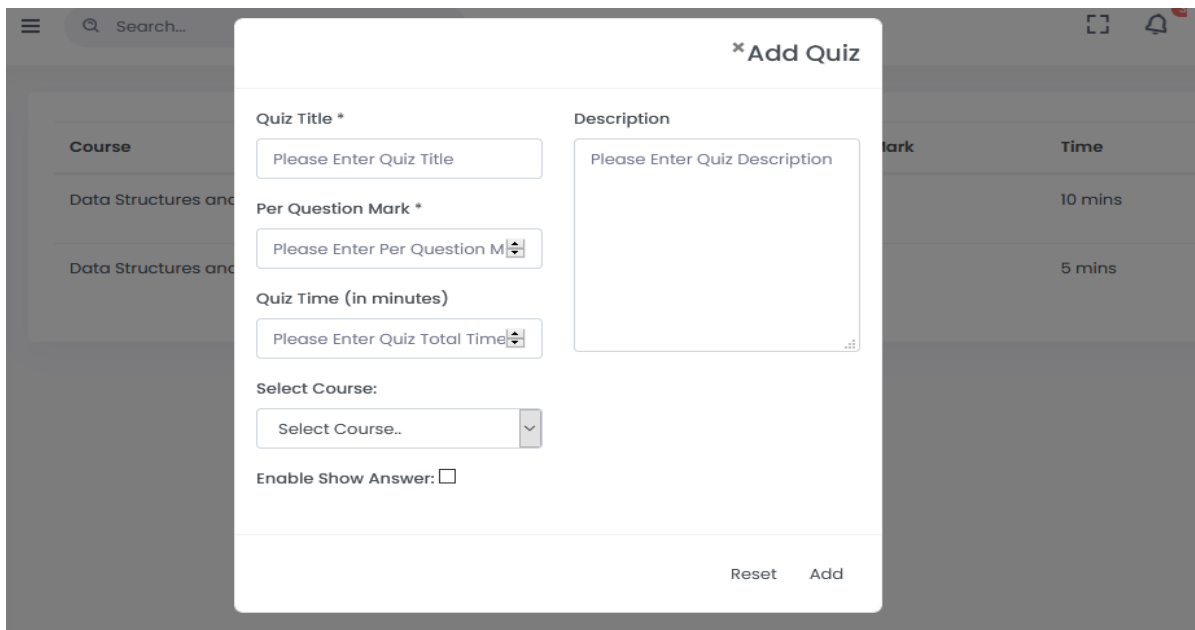 Search...
×Add Quiz
Quiz Title *
Please Enter Quiz Title
Per Question Mark *
Please Enter Per Question M
Quiz Time (in minutes)
Please Enter Quiz Total Time
Select Course:
Select Course..
Enable Show Answer:
Description
Please Enter Quiz Description
Reset Add
Course ark Time
Data Structures and 10 mins
Data Structures and 5 mins